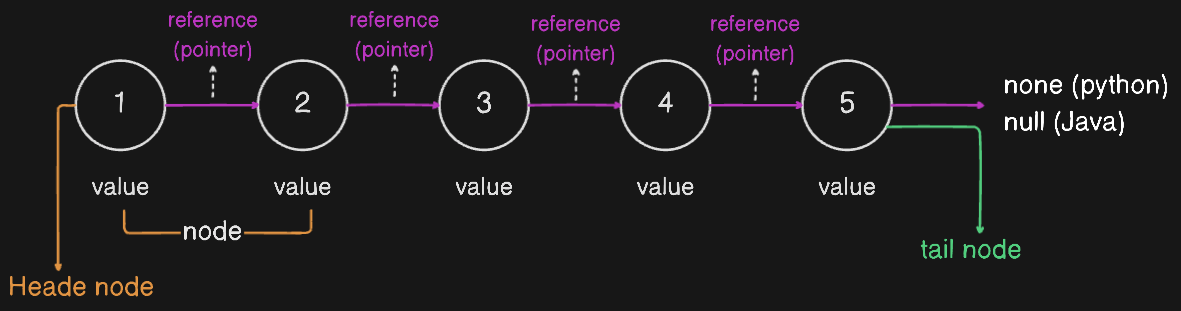 reference
(pointer)
reference
(pointer)
reference
(pointer)
reference
(pointer)
1
2
3
4
5
none (python)
null (Java)
value
value
value
value
value
node
tail node
Heade node